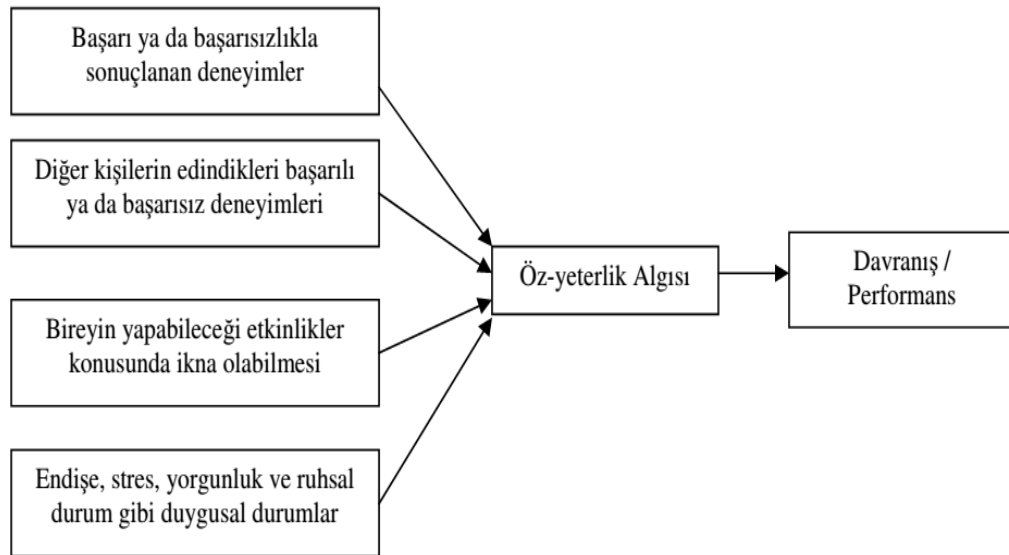 Başarı ya da başarısızlıkla
sonuçlanan deneyimler
Diğer kişilerin edindikleri başarılı
ya da başarısız deneyimleri
Bireyin yapabileceği etkinlikler
konusunda ikna olabilmesi
Endişe, stres, yorgunluk ve ruhsal
durum gibi duygusal durumlar
Öz-yeterlik Algısı
Davranış /
Performans